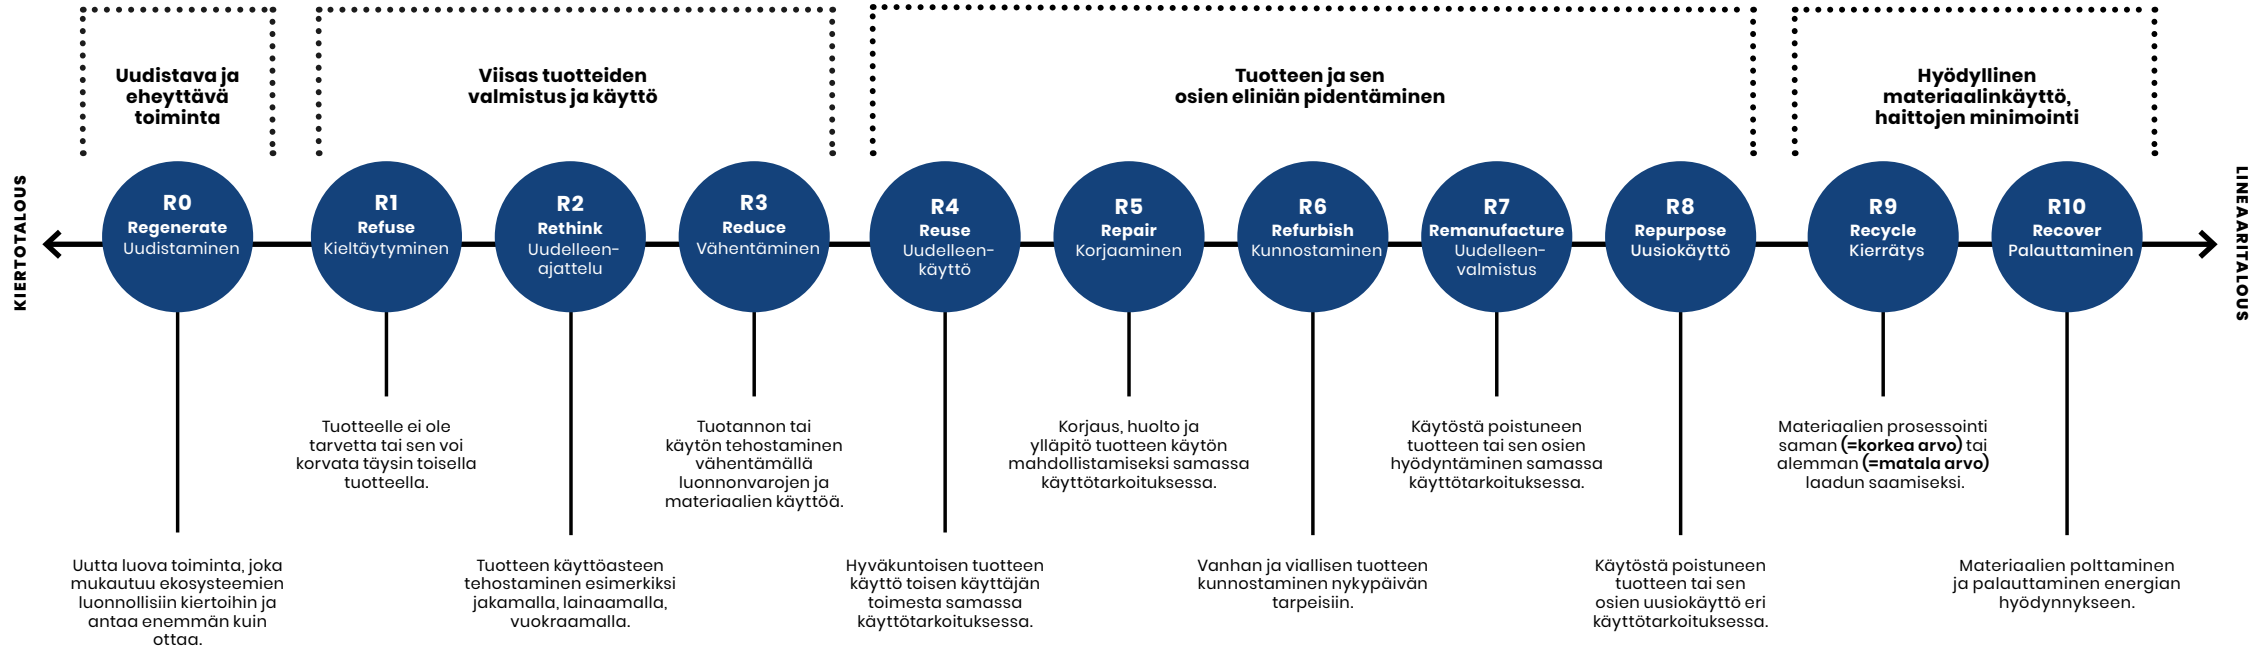 Uudistava ja
eheyttävä
toiminta
Viisas tuotteiden
valmistus ja käyttö
Tuotteen ja sen
osien eliniän pidentäminen
Hyödyllinen
materiaalinkäyttö,
haittojen minimointi
KIERTOTALOUS
R0
Regenerate
Uudistaminen
R1
Refuse
Kieltäytyminen
R2
Rethink
Uudelleen-
ajattelu
R3
Reduce
Vähentäminen
R4
Reuse
Uudelleen-
käyttö
R5
Repair
Korjaaminen
R6
Refurbish
Kunnostaminen
R7
Remanufacture
Uudelleen-
valmistus
R8
Repurpose
Uusiokäyttö
R9
Recycle
Kierrätys
R10
Recover
Palauttaminen
LINEAARITALOUS
Uutta luova toiminta, joka
mukautuu ekosysteemien
luonnollisiin kiertoihin ja
antaa enemmän kuin
ottaa.
Tuotteelle ei ole
tarvetta tai sen voi
korvata täysin toisella
tuotteella.
Tuotteen käyttöasteen
tehostaminen esimerkiksi
jakamalla, lainaamalla,
vuokraamalla.
Tuotannon tai
käytön tehostaminen
vähentämällä
luonnonvarojen ja
materiaalien käyttöä.
Hyväkuntoisen tuotteen
käyttö toisen käyttäjän
toimesta samassa
käyttötarkoituksessa.
Korjaus, huolto ja
ylläpitö tuotteen käytön
mahdollistamiseksi samassa
käyttötarkoituksessa.
Vanhan ja viallisen tuotteen
kunnostaminen nykypäivän
tarpeisiin.
Käytöstä poistuneen
tuotteen tai sen osien
hyödyntäminen samassa
käyttötarkoituksessa.
Käytöstä poistuneen
tuotteen tai sen
osien uusiokäyttö eri
käyttötarkoituksessa.
Materiaalien prosessointi
saman (=korkea arvo) tai
alemman (=matala arvo)
laadun saamiseksi.
Materiaalien polttaminen
ja palauttaminen energian
hyödynnykseen.